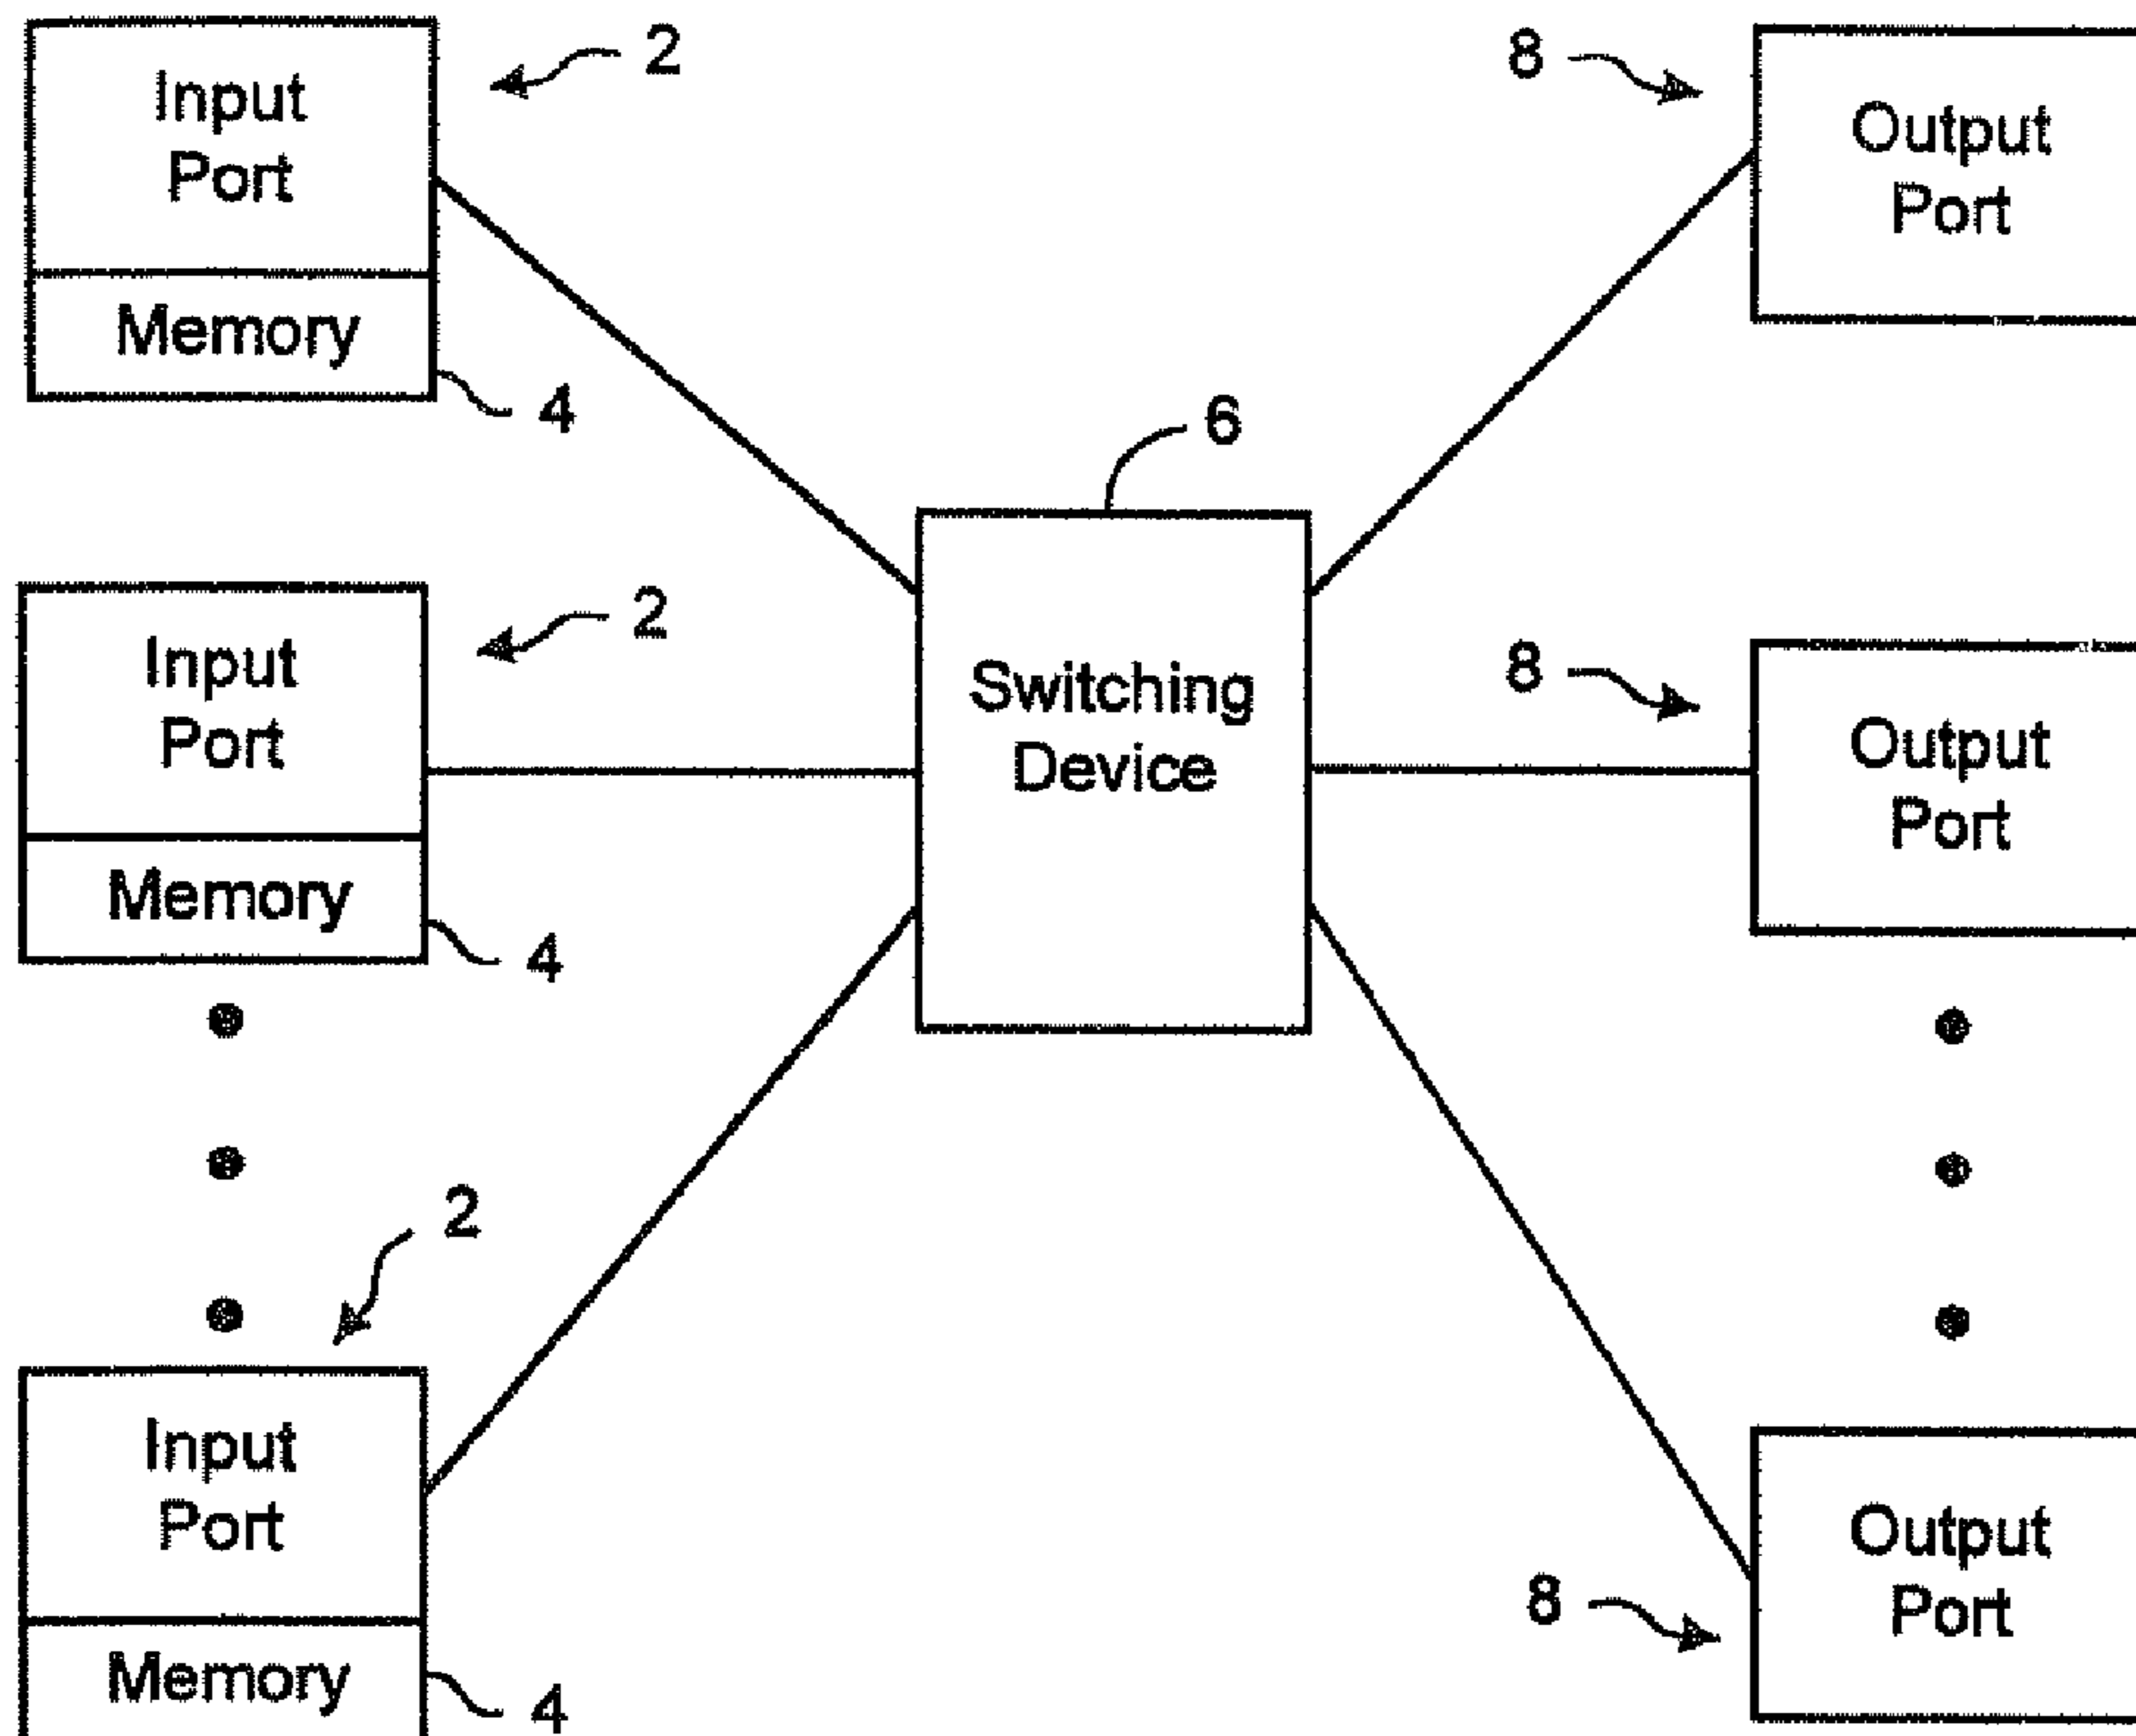 Input
Port
2
Memory
4
8
Output
Port
6
Switching
Device
Input
Port
2
Memory
4
8
Output
Port
2
Input
Port
Memory
4
Output
Port
8